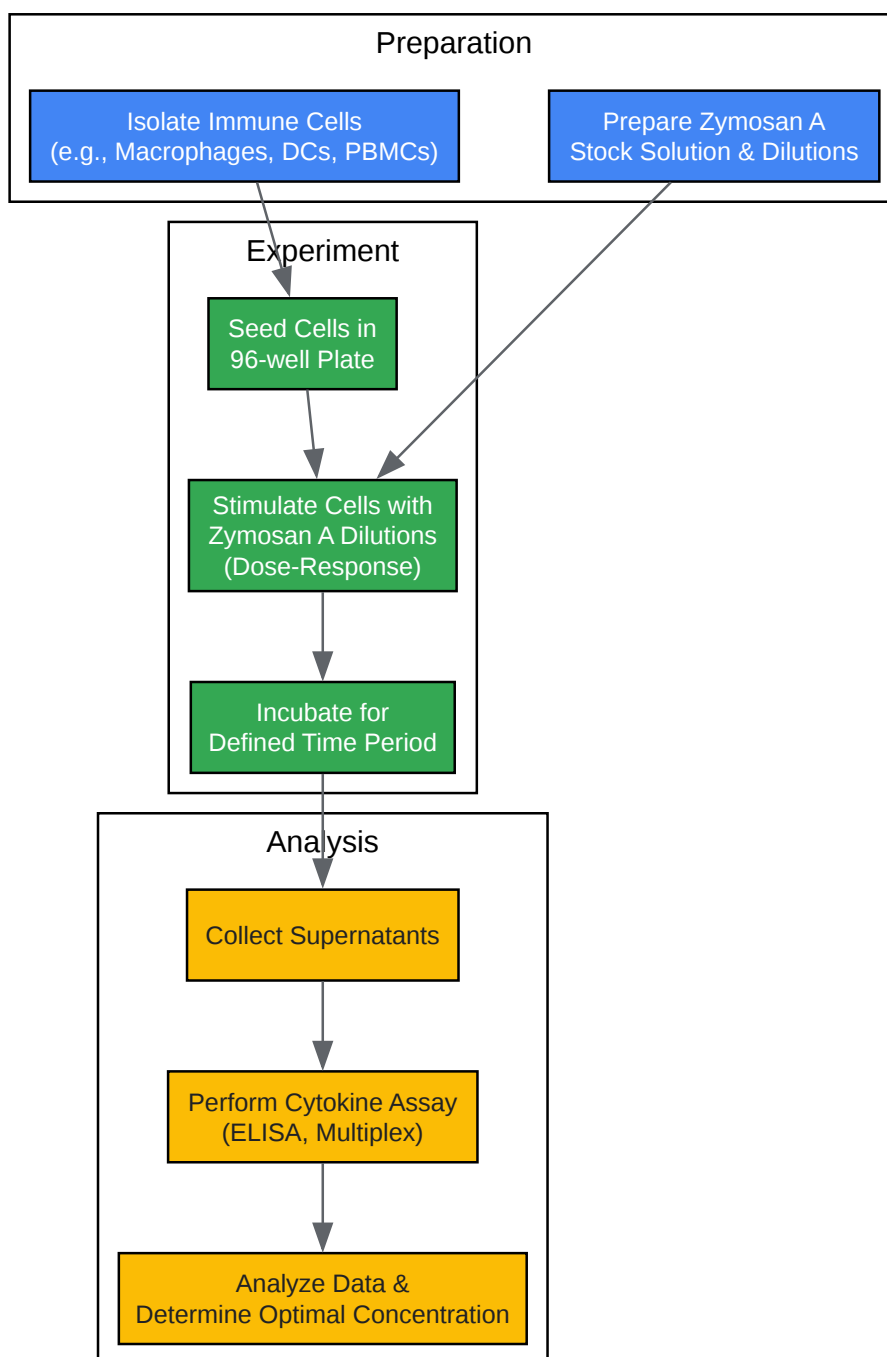 Preparation
Isolate Immune Cells
(e.g., Macrophages, DCs, PBMCs)
Prepare Zymosan A
Stock Solution & Dilutions
Experiment
Seed Cells in
96-well Plate
Stimulate Cells with
Zymosan A Dilutions
(Dose-Response)
Incubate for
Defined Time Period
Analysis
Collect Supernatants
Perform Cytokine Assay
(ELISA, Multiplex)
Analyze Data &
Determine Optimal Concentration